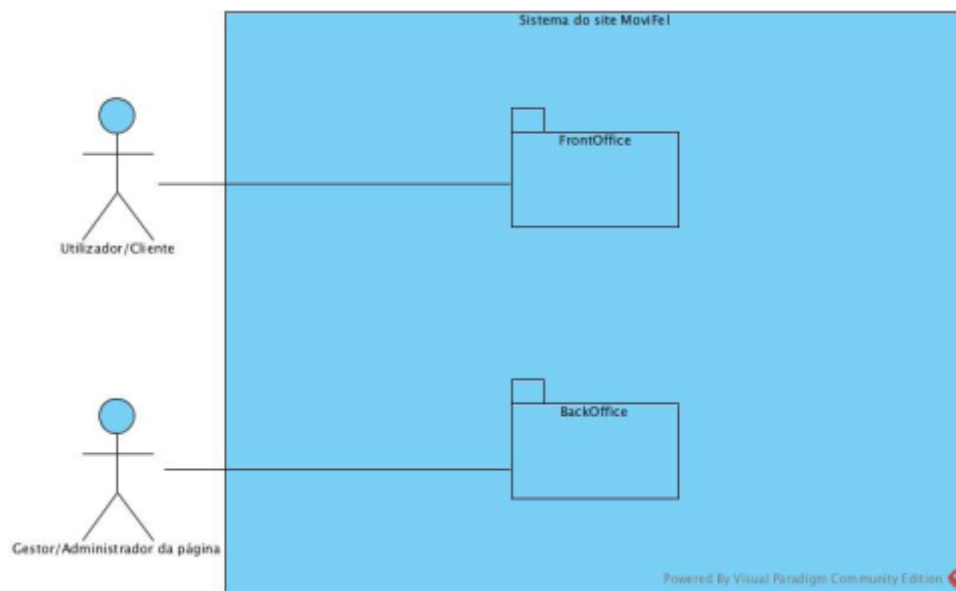 Sistema do site MoviFel
FrontOffice
Utilizador/Cliente
BackOffice
Gestor/Administrador da página
Powered By Visual Paradigm Community Edition